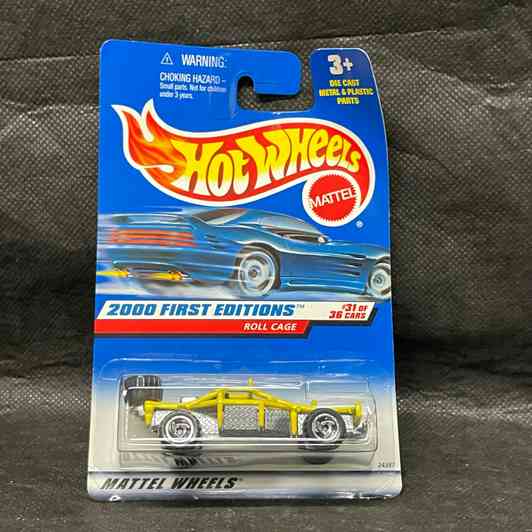 ⚠ WARNING:
CHOKING HAZARD –
Small parts. Not for children
under 3 years.
3+
DIE CAST
METAL & PLASTIC
PARTS
HOT WHEELS
MATTEL
®
2000 FIRST EDITIONS™
#31 OF
36 CARS
ROLL CAGE
MATTEL WHEELS®